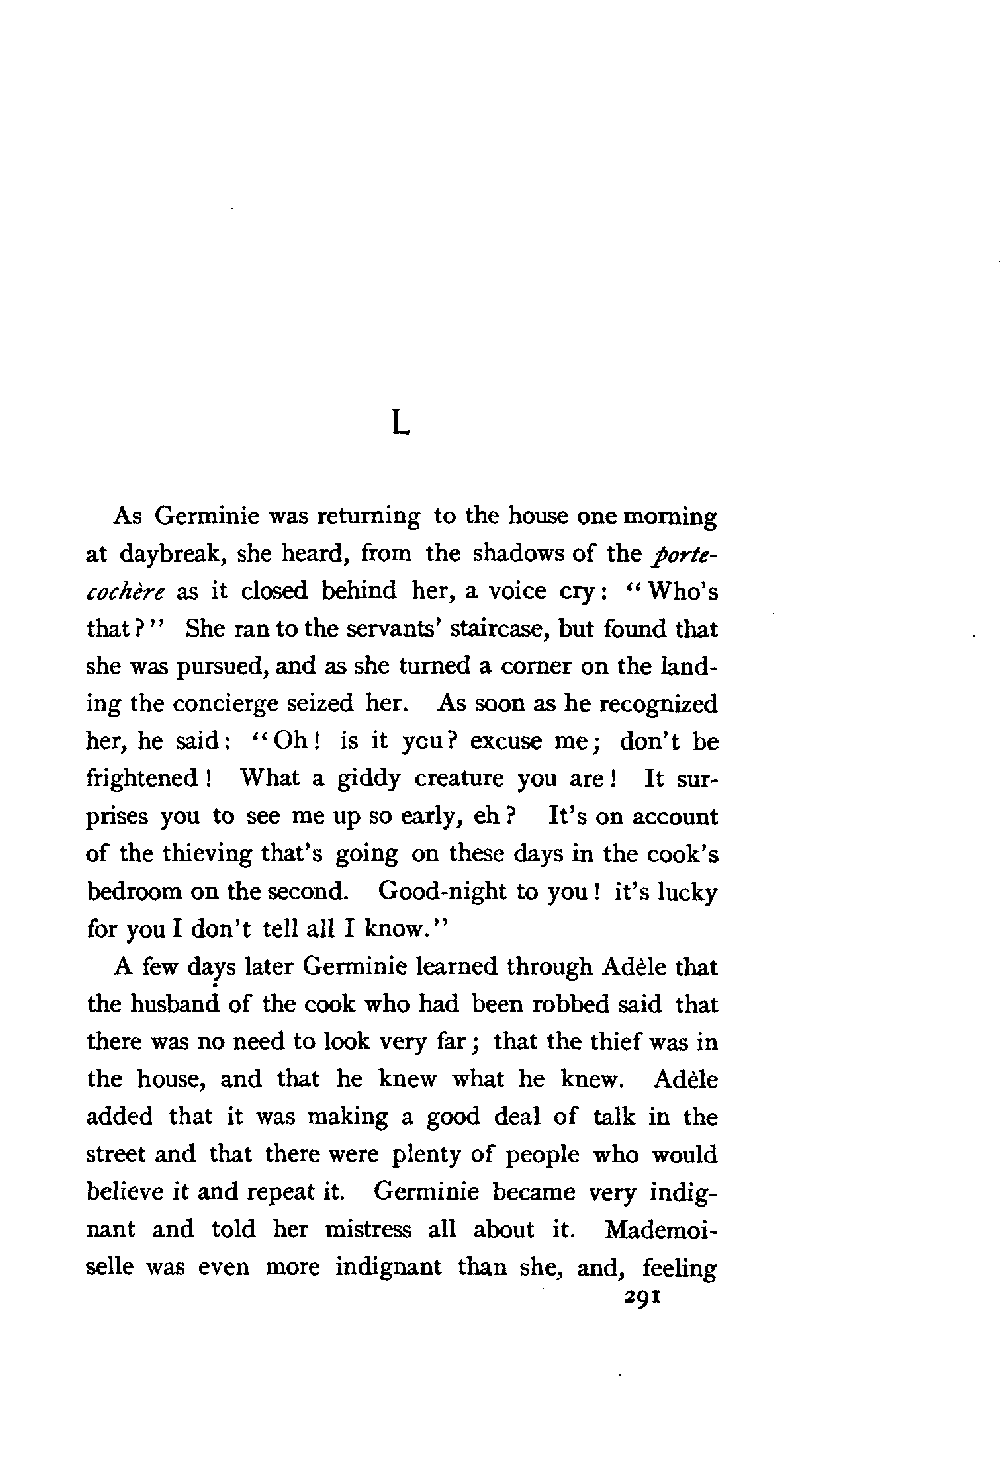 L
As Germinie was returning to the house one morning
at daybreak, she heard, from the shadows of the porte-
cochère as it closed behind her, a voice cry: “Who's
that?” She ran to the servants' staircase, but found that
she was pursued, and as she turned a corner on the land-
ing the concierge seized her. As soon as he recognized
her, he said: “Oh! is it you? excuse me; don't be
frightened! What a giddy creature you are! It sur-
prises you to see me up so early, eh? It's on account
of the thieving that's going on these days in the cook's
bedroom on the second. Good-night to you! it's lucky
for you I don't tell all I know.”
A few days later Germinie learned through Adèle that
the husband of the cook who had been robbed said that
there was no need to look very far; that the thief was in
the house, and that he knew what he knew. Adèle
added that it was making a good deal of talk in the
street and that there were plenty of people who would
believe it and repeat it. Germinie became very indig-
nant and told her mistress all about it. Mademoi-
selle was even more indignant than she, and, feeling
291